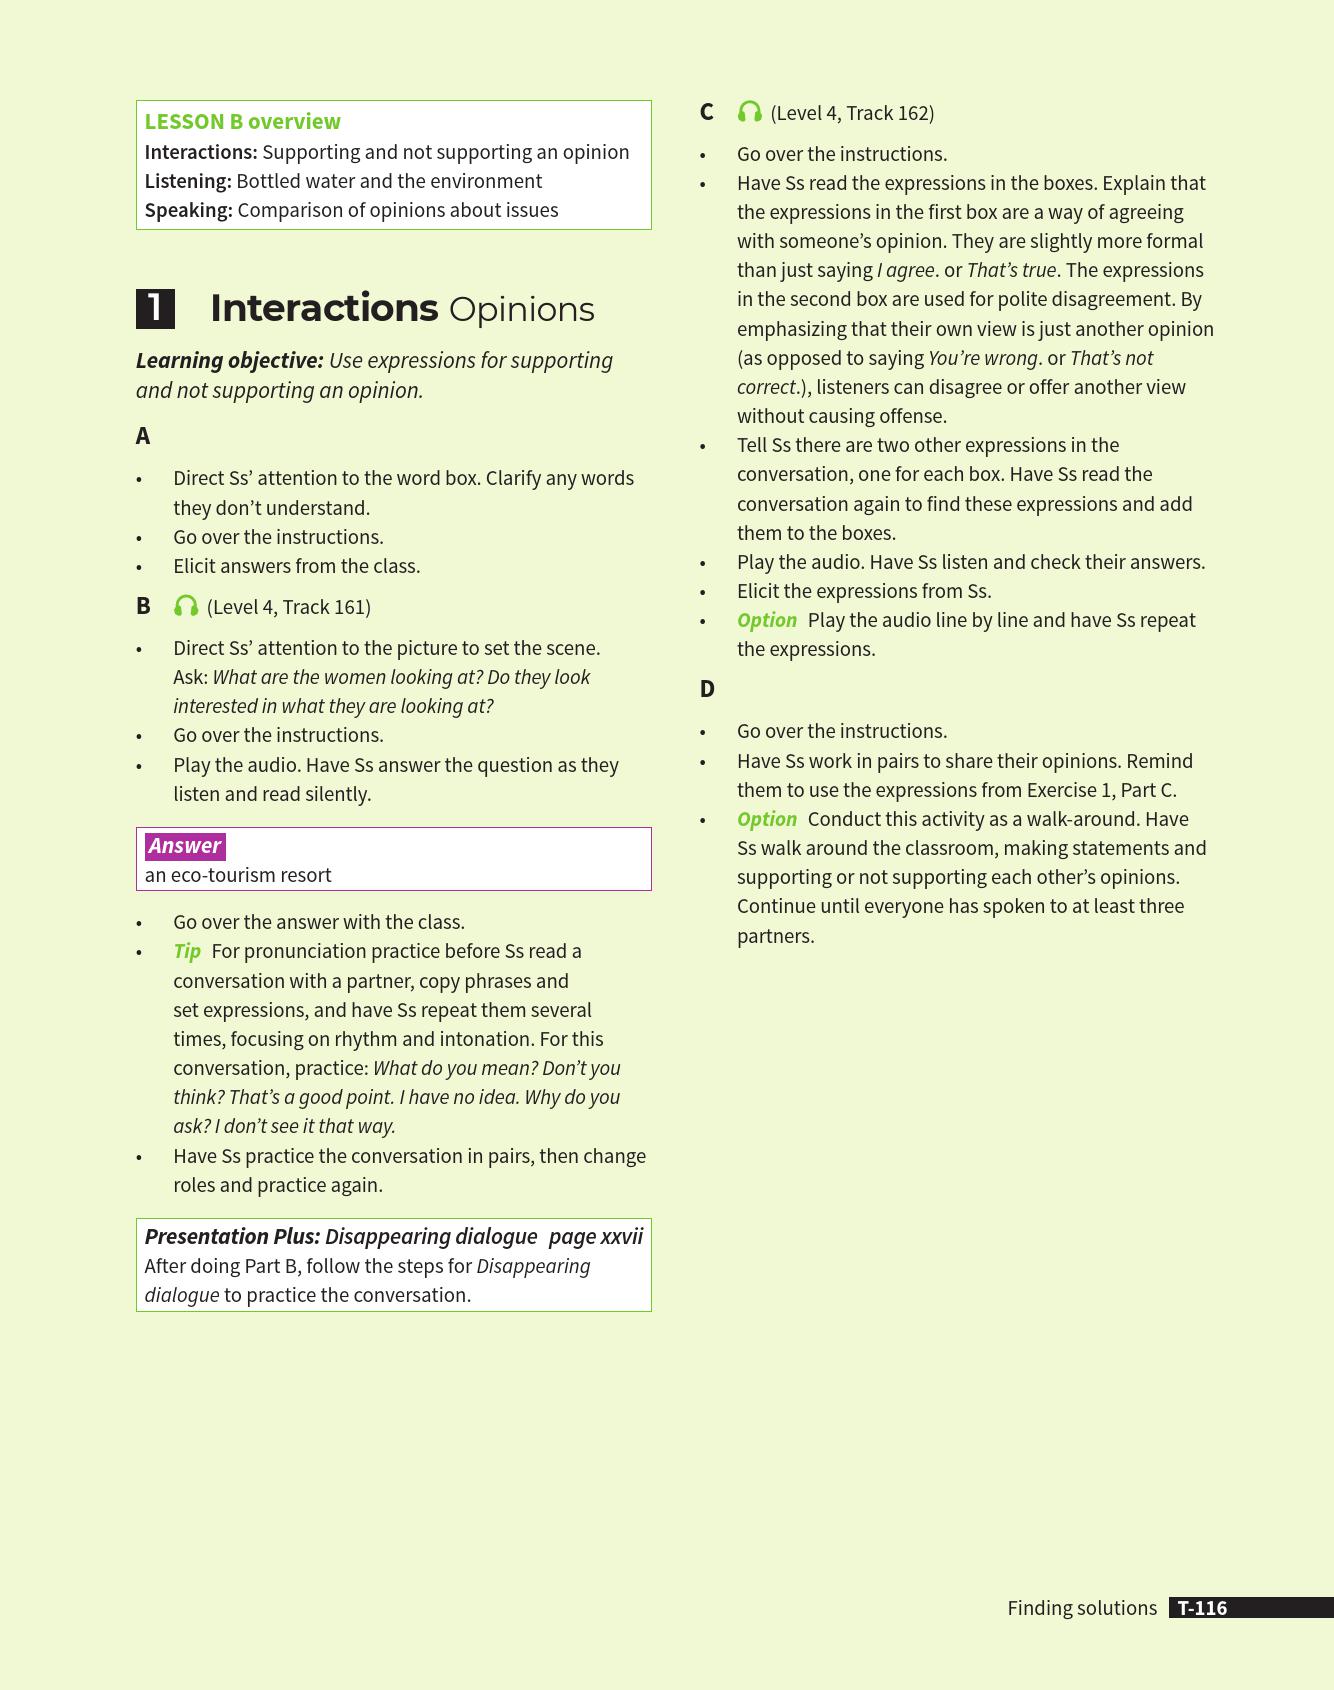 LESSON B overview
Interactions: Supporting and not supporting an opinion
Listening: Bottled water and the environment
Speaking: Comparison of opinions about issues
1 Interactions Opinions
Learning objective: Use expressions for supporting
and not supporting an opinion.
A
• Direct Ss’ attention to the word box. Clarify any words
they don’t understand.
• Go over the instructions.
• Elicit answers from the class.
B (Level 4, Track 161)
• Direct Ss’ attention to the picture to set the scene.
Ask: What are the women looking at? Do they look
interested in what they are looking at?
• Go over the instructions.
• Play the audio. Have Ss answer the question as they
listen and read silently.
Answer
an eco-tourism resort
• Go over the answer with the class.
• Tip For pronunciation practice before Ss read a
conversation with a partner, copy phrases and
set expressions, and have Ss repeat them several
times, focusing on rhythm and intonation. For this
conversation, practice: What do you mean? Don’t you
think? That’s a good point. I have no idea. Why do you
ask? I don’t see it that way.
• Have Ss practice the conversation in pairs, then change
roles and practice again.
Presentation Plus: Disappearing dialogue page xxvii
After doing Part B, follow the steps for Disappearing
dialogue to practice the conversation.
C (Level 4, Track 162)
• Go over the instructions.
• Have Ss read the expressions in the boxes. Explain that
the expressions in the first box are a way of agreeing
with someone’s opinion. They are slightly more formal
than just saying I agree. or That’s true. The expressions
in the second box are used for polite disagreement. By
emphasizing that their own view is just another opinion
(as opposed to saying You’re wrong. or That’s not
correct.), listeners can disagree or offer another view
without causing offense.
• Tell Ss there are two other expressions in the
conversation, one for each box. Have Ss read the
conversation again to find these expressions and add
them to the boxes.
• Play the audio. Have Ss listen and check their answers.
• Elicit the expressions from Ss.
• Option Play the audio line by line and have Ss repeat
the expressions.
D
• Go over the instructions.
• Have Ss work in pairs to share their opinions. Remind
them to use the expressions from Exercise 1, Part C.
• Option Conduct this activity as a walk-around. Have
Ss walk around the classroom, making statements and
supporting or not supporting each other’s opinions.
Continue until everyone has spoken to at least three
partners.
Finding solutions T-116